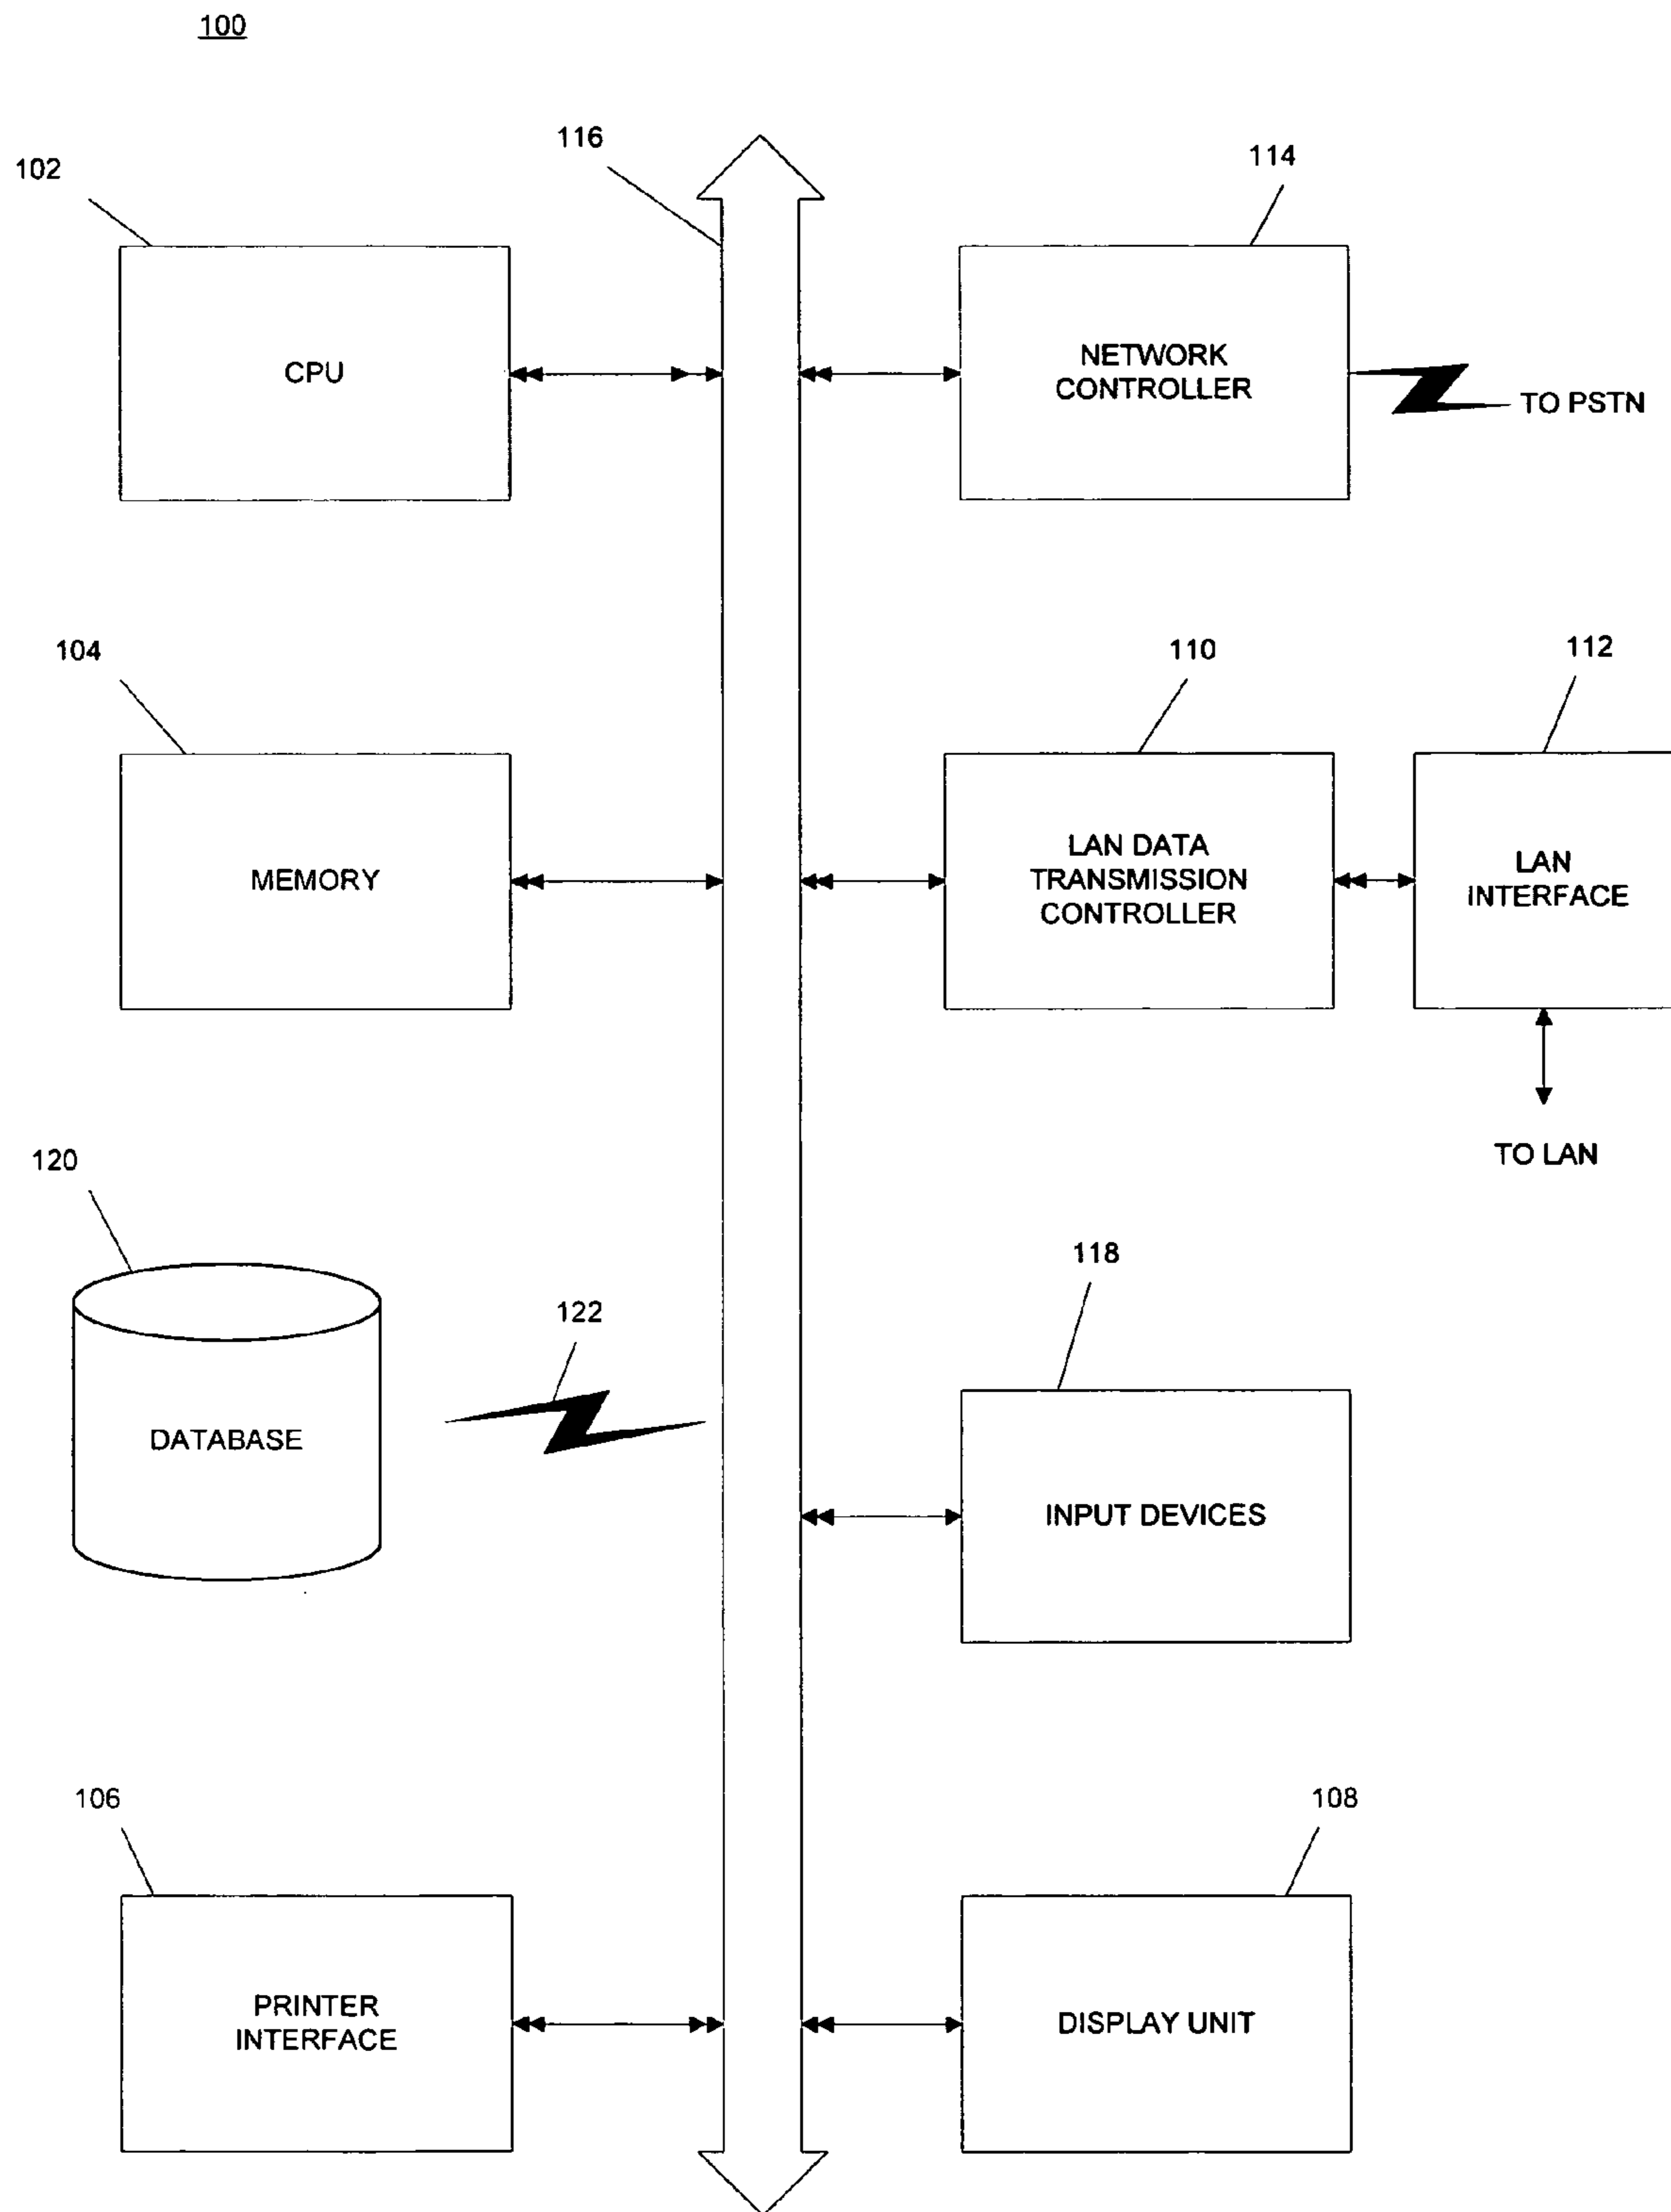 100
116
102
114
CPU
NETWORK
CONTROLLER
TO PSTN
104
110
112
MEMORY
LAN DATA
TRANSMISSION
CONTROLLER
LAN
INTERFACE
TO LAN
120
118
122
DATABASE
INPUT DEVICES
106
108
PRINTER
INTERFACE
DISPLAY UNIT